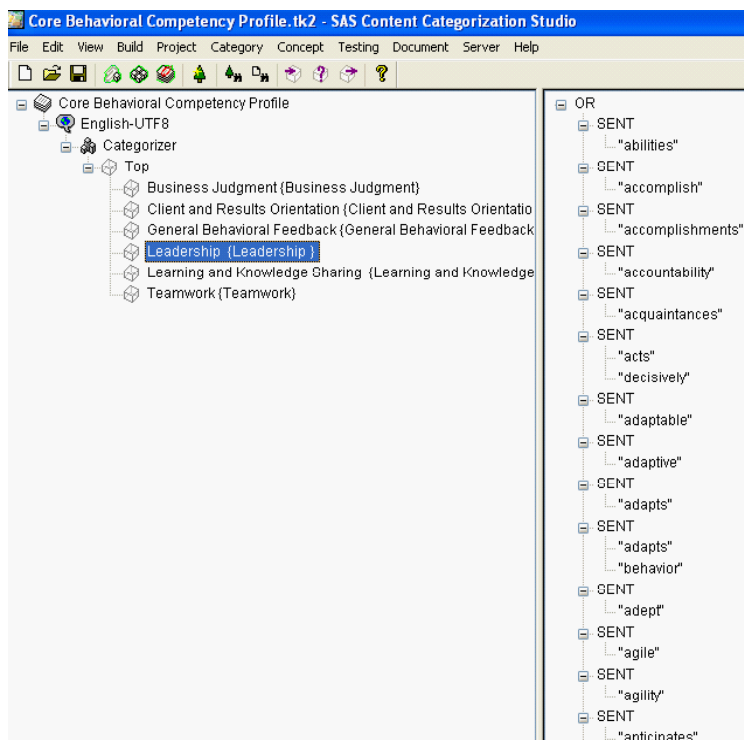 Core Behavioral Competency Profile.tk2 - SAS Content Categorization Studio
File Edit View Build Project Category Concept Testing Document Server Help
Core Behavioral Competency Profile
English-UTF8
Categorizer
Top
Business Judgment {Business Judgment}
Client and Results Orientation {Client and Results Orientatio
General Behavioral Feedback {General Behavioral Feedback
Leadership {Leadership }
Learning and Knowledge Sharing {Learning and Knowledge
Teamwork {Teamwork}
OR
SENT
"abilities"
SENT
"accomplish"
SENT
"accomplishments"
SENT
"accountability"
SENT
"acquaintances"
SENT
"acts"
"decisively"
SENT
"adaptable"
SENT
"adaptive"
SENT
"adapts"
SENT
"adapts"
"behavior"
SENT
"adept"
SENT
"agile"
SENT
"agility"
SENT
"anticipates"